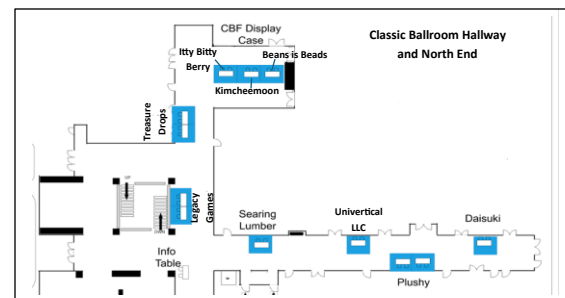 CBF Display
Case
Classic Ballroom Hallway
and North End
Itty Bitty
Berry
Beans is Beads
Kimcheemoon
Treasure
Drops
UP
Legacy
Games
Searing
Lumber
Univertical
LLC
Daisuki
Info
Table
Plushy